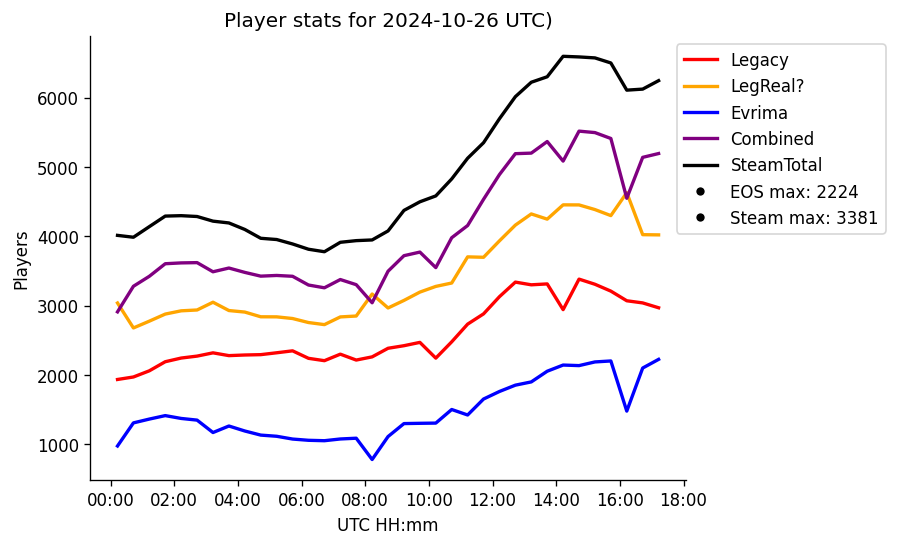 Player stats for 2024-10-26 UTC)
Legacy
LegReal?
Evrima
Combined
SteamTotal
EOS max: 2224
Steam max: 3381
Players
6000
5000
4000
3000
2000
1000
00:00 02:00 04:00 06:00 08:00 10:00 12:00 14:00 16:00 18:00
UTC HH:mm